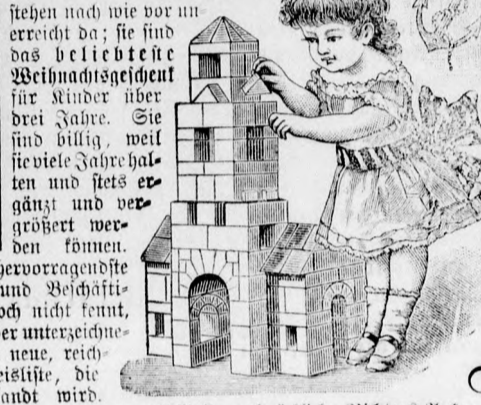 stehen nach wie vor un
erreicht da; sie sind
das beliebteste
Weihnachtsgeschenk
für Kinder über
drei Jahre. Sie
sind billig, weil
sie viele Jahre hal-
ten und stets er-
gänzt und ver-
größert wer-
den können.
hervorragendste
und Beschäfti-
och nicht kennt,
er unterzeichne-
neue, reich-
eisliste, die
andt wird.